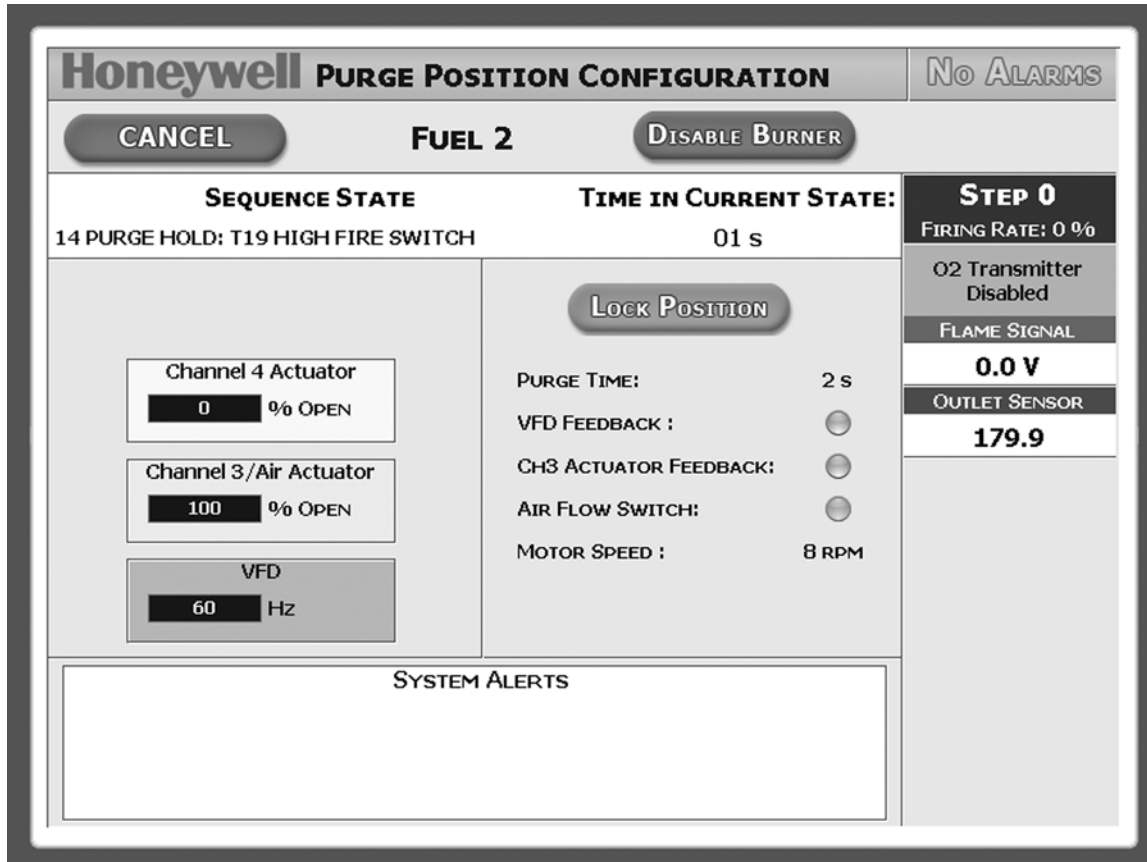 Honeywell PURGE POSITION CONFIGURATION
NO ALARMS
CANCEL
FUEL 2
DISABLE BURNER
SEQUENCE STATE
14 PURGE HOLD: T19 HIGH FIRE SWITCH
TIME IN CURRENT STATE:
01 s
STEP 0
FIRING RATE: 0 %
O2 Transmitter
Disabled
FLAME SIGNAL
0.0 V
OUTLET SENSOR
179.9
Channel 4 Actuator
0 % OPEN
Channel 3/Air Actuator
100 % OPEN
VFD
60 Hz
LOCK POSITION
PURGE TIME: 2 S
VFD FEEDBACK :
CH3 ACTUATOR FEEDBACK:
AIR FLOW SWITCH:
MOTOR SPEED : 8 RPM
SYSTEM ALERTS